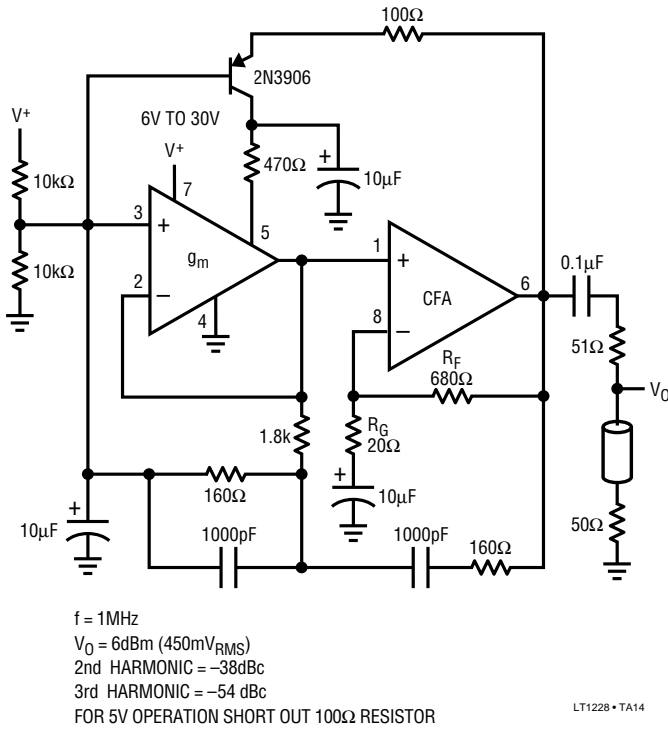 100Ω
2N3906
6V TO 30V
V+
V+
10kΩ
470Ω
+
10µF
7
3
+
5
gm
2
−
4
10kΩ
1
+
CFA
6
8
−
0.1µF
51Ω
VO
RF
680Ω
1.8k
RG
20Ω
160Ω
+
10µF
+
10µF
50Ω
1000pF
1000pF
160Ω
f = 1MHz
VO = 6dBm (450mVRMS)
2nd HARMONIC = –38dBc
3rd HARMONIC = –54 dBc
FOR 5V OPERATION SHORT OUT 100Ω RESISTOR
LT1228 • TA14